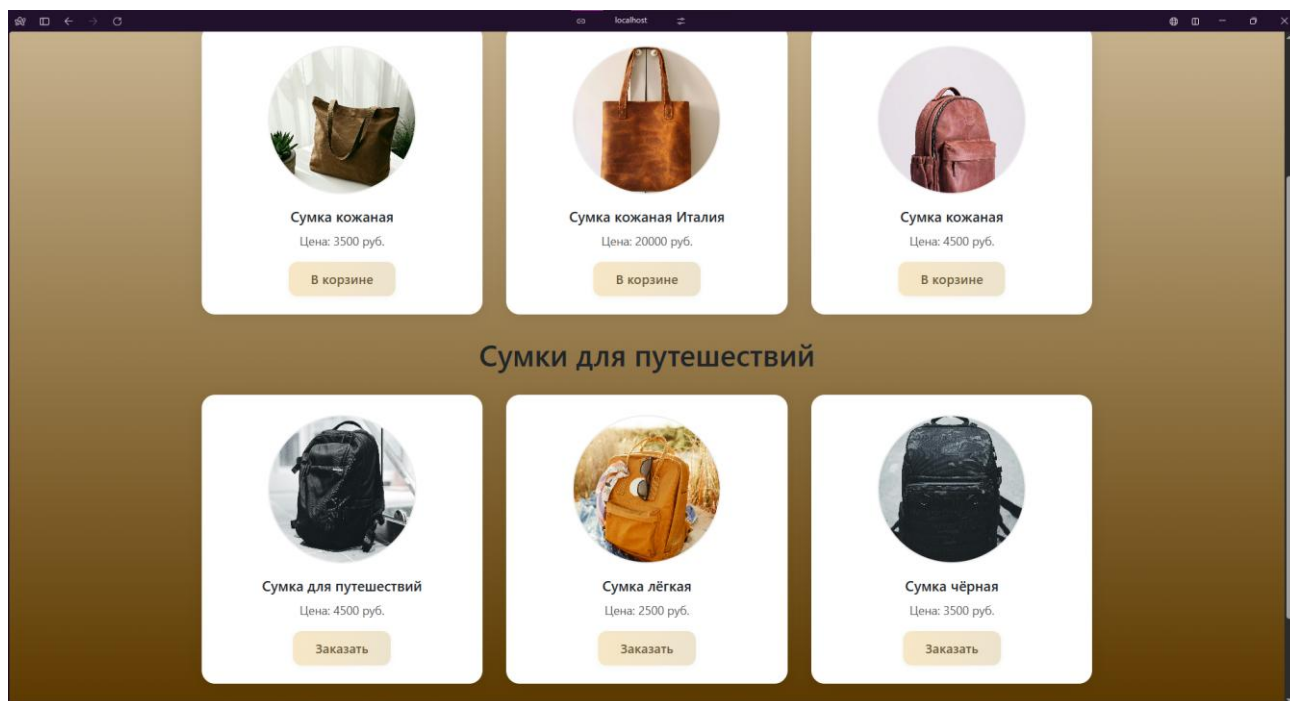 localhost
Сумка кожаная
Цена: 3500 руб.
В корзине
Сумка кожаная Италия
Цена: 20000 руб.
В корзине
Сумка кожаная
Цена: 4500 руб.
В корзине
Сумки для путешествий
Сумка для путешествий
Цена: 4500 руб.
Заказать
Сумка лёгкая
Цена: 2500 руб.
Заказать
Сумка чёрная
Цена: 3500 руб.
Заказать